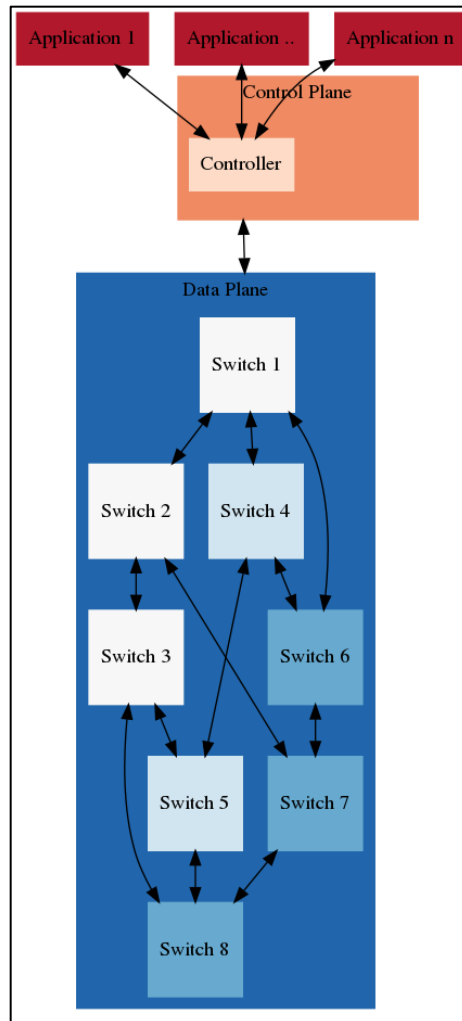 Application 1
Application ..
Application n
Control Plane
Controller
Data Plane
Switch 1
Switch 2
Switch 4
Switch 3
Switch 6
Switch 5
Switch 7
Switch 8